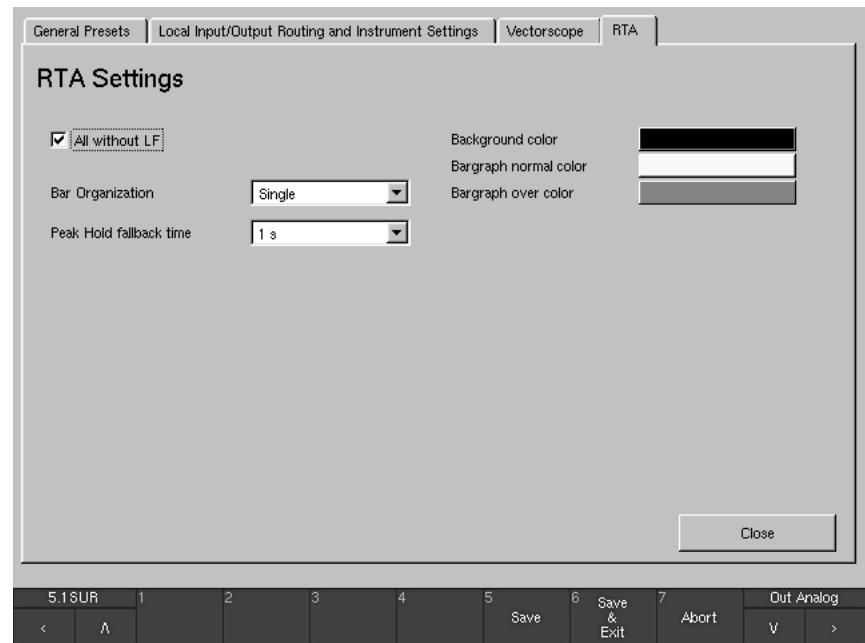 General Presets Local Input/Output Routing and Instrument Settings Vectorscope RTA
RTA Settings
All without LF Background color
Bargraph normal color
Bar Organization Single Bargraph over color
Peak Hold fallback time 1 s
Close
5.1SUR 1 2 3 4 5 Save 6 Save & Exit 7 Abort Out Analog
< Λ V >